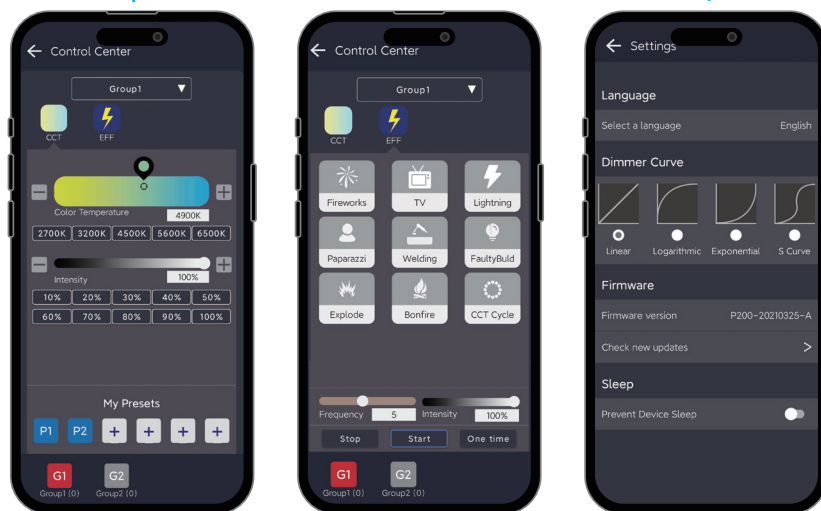 Control Center
Group1
CCT
EFF
Color Temperature
4900K
2700K 3200K 4500K 5600K 6500K
Intensity
100%
10% 20% 30% 40% 50%
60% 70% 80% 90% 100%
My Presets
P1 P2 + + + +
G1 G2
Group1 (0) Group2 (0)
Control Center
Group1
CCT
EFF
Fireworks TV Lightning
Paparazzi Welding FaultyBuld
Explode Bonfire CCT Cycle
Frequency 5 Intensity 100%
Stop Start One time
G1 G2
Group1 (0) Group2 (0)
Settings
Language
Select a language English
Dimmer Curve
Linear Logarithmic Exponential S Curve
Firmware
Firmware version P200-20210325-A
Check new updates >
Sleep
Prevent Device Sleep